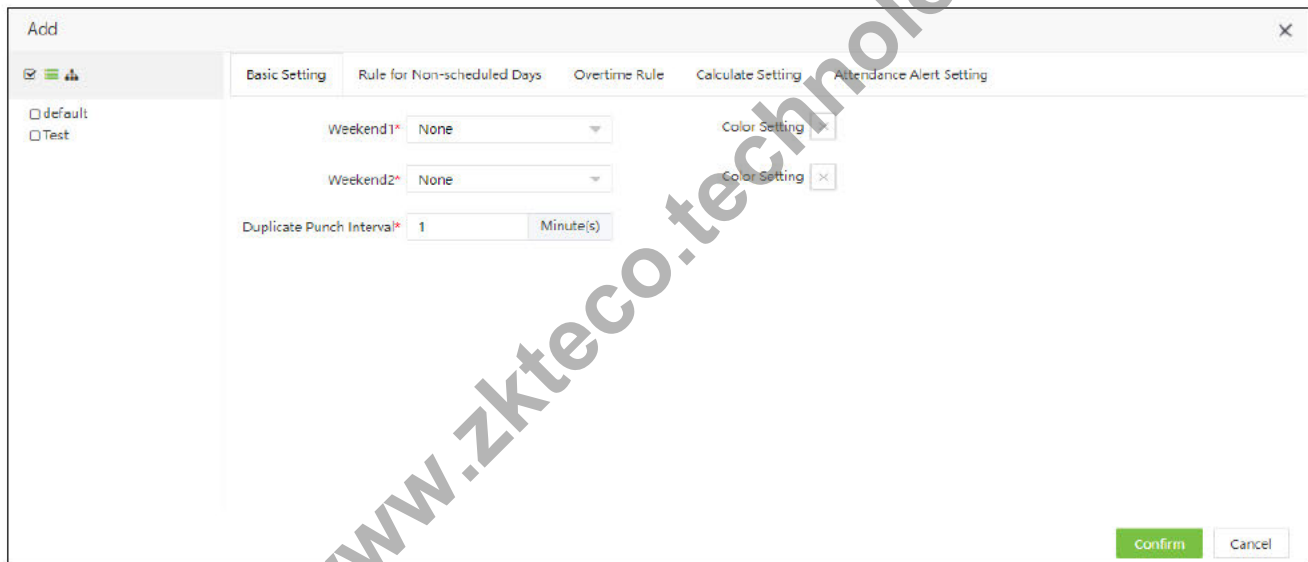 Add
Basic Setting Rule for Non-scheduled Days Overtime Rule Calculate Setting Attendance Alert Setting
default
Test
Weekend1* None Color Setting
Weekend2* None Color Setting
Duplicate Punch Interval* 1 Minute(s)
www.zkteco.technolo
Confirm Cancel